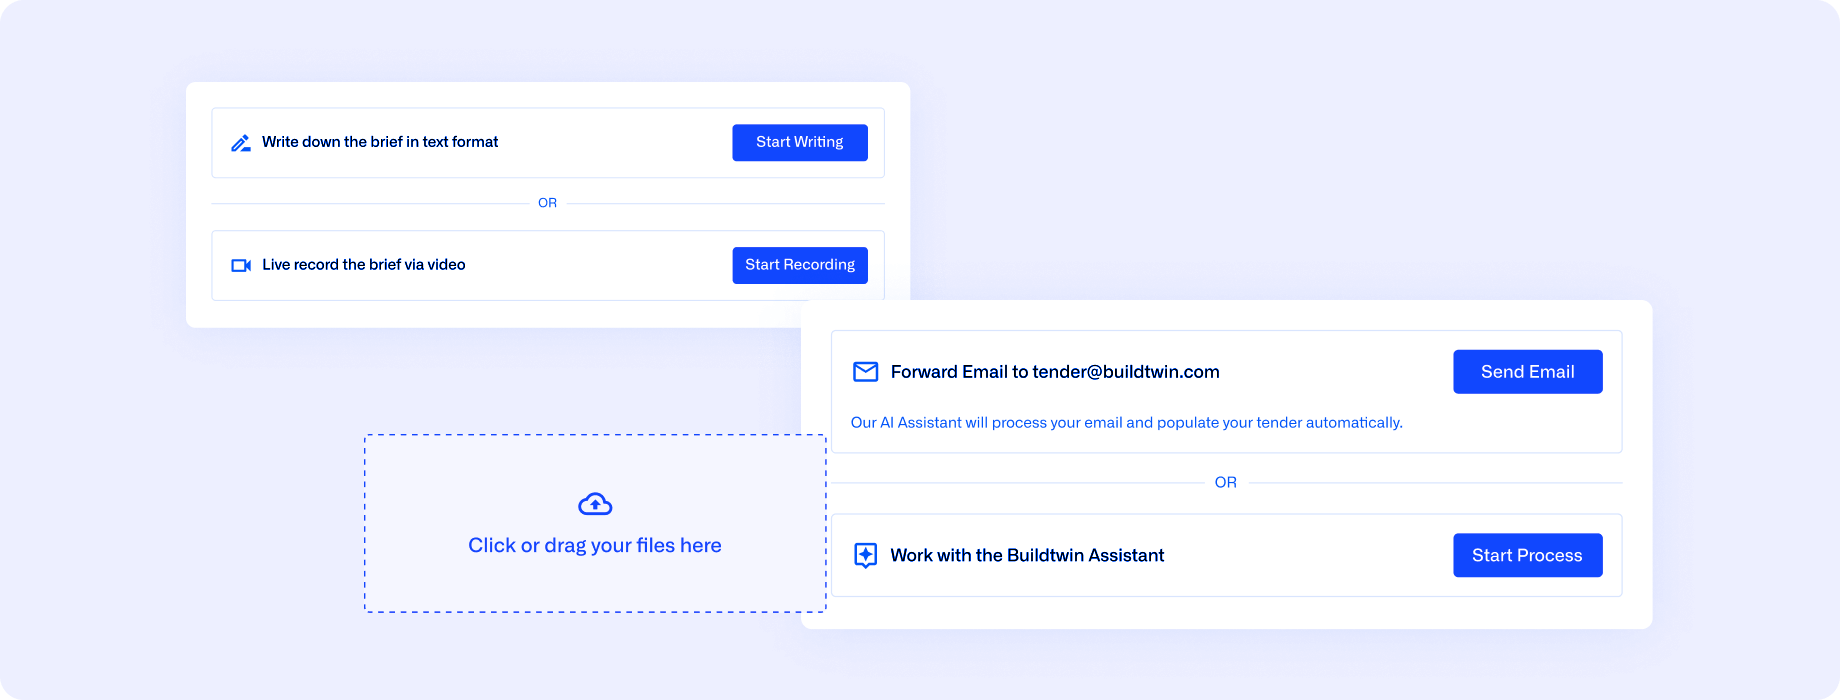 Write down the brief in text format
Start Writing
OR
Live record the brief via video
Start Recording
Forward Email to tender@buildtwin.com
Send Email
Our AI Assistant will process your email and populate your tender automatically.
OR
Click or drag your files here
Work with the Buildtwin Assistant
Start Process